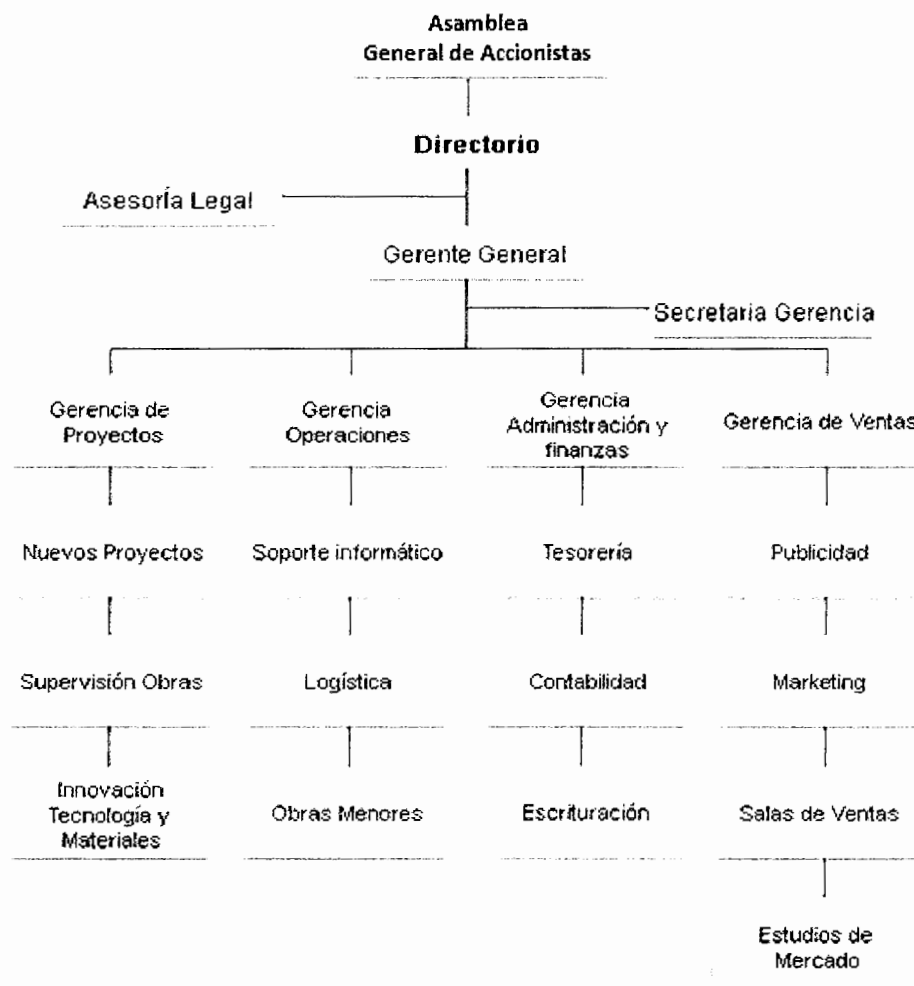 Asamblea
General de Accionistas
Directorio
Asesoría Legal
Gerente General
Secretaria Gerencia
Gerencia de
Proyectos
Gerencia
Operaciones
Gerencia
Administración y
finanzas
Gerencia de Ventas
Nuevos Proyectos
Soporte informático
Tesorería
Publicidad
Supervisión Obras
Logística
Contabilidad
Marketing
Innovación
Tecnología y
Materiales
Obras Menores
Escrituración
Salas de Ventas
Estudios de
Mercado